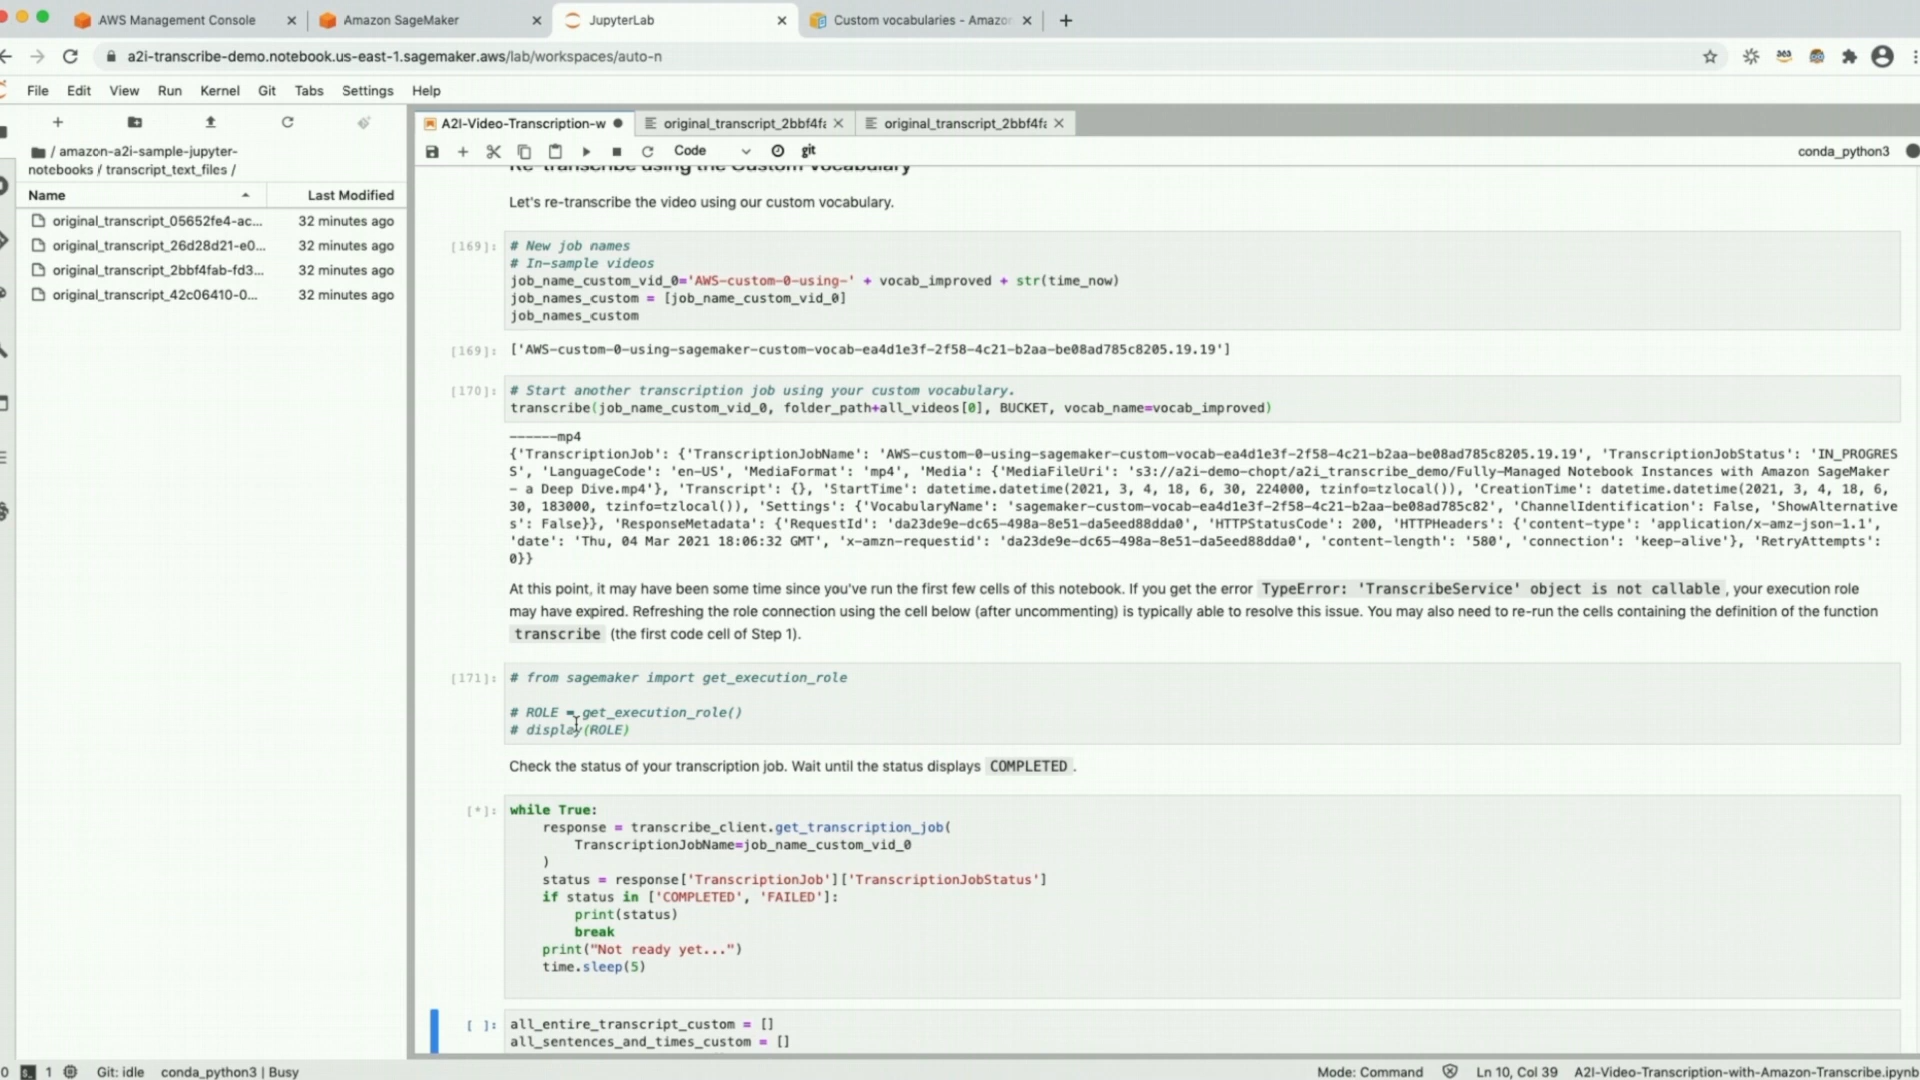 AWS Management Console
Amazon SageMaker
JupyterLab
Custom vocabularies - Amazo
a2i-transcribe-demo.notebook.us-east-1.sagemaker.aws/lab/workspaces/auto-n
File Edit View Run Kernel Git Tabs Settings Help
/ amazon-a2i-sample-jupyter-
notebooks / transcript_text_files /
Name Last Modified
original_transcript_05652fe4-ac... 32 minutes ago
original_transcript_26d28d21-e0... 32 minutes ago
original_transcript_2bbf4fab-fd3... 32 minutes ago
original_transcript_42c06410-0... 32 minutes ago
A2I-Video-Transcription-w
original_transcript_2bbf4fa
original_transcript_2bbf4fa
Code
git
conda_python3
Re-transcribe using the Custom Vocabulary
Let's re-transcribe the video using our custom vocabulary.
[169]: # New job names
# In-sample videos
job_name_custom_vid_0='AWS-custom-0-using-' + vocab_improved + str(time_now)
job_names_custom = [job_name_custom_vid_0]
job_names_custom
[169]: ['AWS-custom-0-using-sagemaker-custom-vocab-ea4d1e3f-2f58-4c21-b2aa-be08ad785c8205.19.19']
[170]: # Start another transcription job using your custom vocabulary.
transcribe(job_name_custom_vid_0, folder_path+all_videos[0], BUCKET, vocab_name=vocab_improved)
------mp4
{'TranscriptionJob': {'TranscriptionJobName': 'AWS-custom-0-using-sagemaker-custom-vocab-ea4d1e3f-2f58-4c21-b2aa-be08ad785c8205.19.19', 'TranscriptionJobStatus': 'IN_PROGRES
S', 'LanguageCode': 'en-US', 'MediaFormat': 'mp4', 'Media': {'MediaFileUri': 's3://a2i-demo-chopt/a2i_transcribe_demo/Fully-Managed Notebook Instances with Amazon SageMaker
- a Deep Dive.mp4'}, 'Transcript': {}, 'StartTime': datetime.datetime(2021, 3, 4, 18, 6, 30, 224000, tzinfo=tzlocal()), 'CreationTime': datetime.datetime(2021, 3, 4, 18, 6,
30, 183000, tzinfo=tzlocal()), 'Settings': {'VocabularyName': 'sagemaker-custom-vocab-ea4d1e3f-2f58-4c21-b2aa-be08ad785c82', 'ChannelIdentification': False, 'ShowAlternative
s': False}}, 'ResponseMetadata': {'RequestId': 'da23de9e-dc65-498a-8e51-da5eed88dda0', 'HTTPStatusCode': 200, 'HTTPHeaders': {'content-type': 'application/x-amz-json-1.1',
'date': 'Thu, 04 Mar 2021 18:06:32 GMT', 'x-amzn-requestid': 'da23de9e-dc65-498a-8e51-da5eed88dda0', 'content-length': '580', 'connection': 'keep-alive'}, 'RetryAttempts':
0}}
At this point, it may have been some time since you've run the first few cells of this notebook. If you get the error TypeError: 'TranscribeService' object is not callable, your execution role
may have expired. Refreshing the role connection using the cell below (after uncommenting) is typically able to resolve this issue. You may also need to re-run the cells containing the definition of the function
transcribe (the first code cell of Step 1).
[171]: # from sagemaker import get_execution_role
# ROLE = get_execution_role()
# display(ROLE)
Check the status of your transcription job. Wait until the status displays COMPLETED.
[*]: while True:
response = transcribe_client.get_transcription_job(
TranscriptionJobName=job_name_custom_vid_0
)
status = response['TranscriptionJob']['TranscriptionJobStatus']
if status in ['COMPLETED', 'FAILED']:
print(status)
break
print("Not ready yet...")
time.sleep(5)
[ ]: all_entire_transcript_custom = []
all_sentences_and_times_custom = []
0 1 Git: idle conda_python3 | Busy Mode: Command Ln 10, Col 39 A2I-Video-Transcription-with-Amazon-Transcribe.ipynb